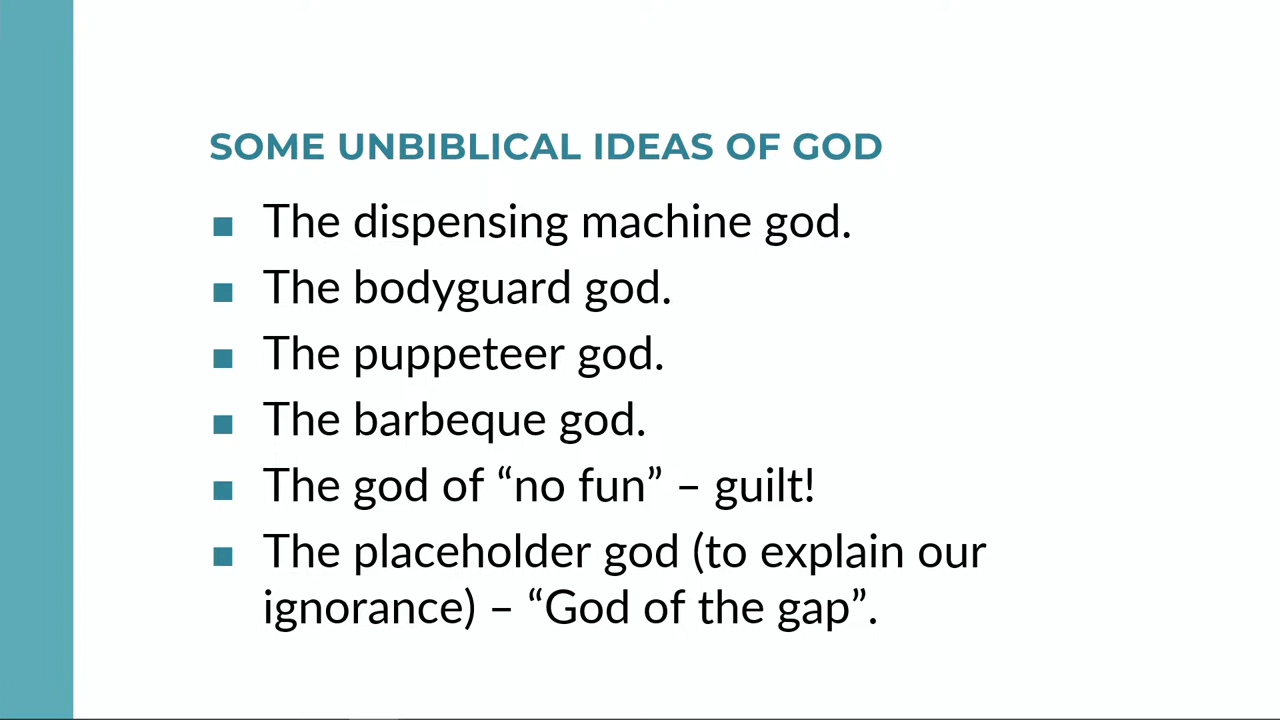 SOME UNBIBLICAL IDEAS OF GOD
■ The dispensing machine god.
■ The bodyguard god.
■ The puppeteer god.
■ The barbeque god.
■ The god of “no fun” – guilt!
■ The placeholder god (to explain our
ignorance) – “God of the gap”.